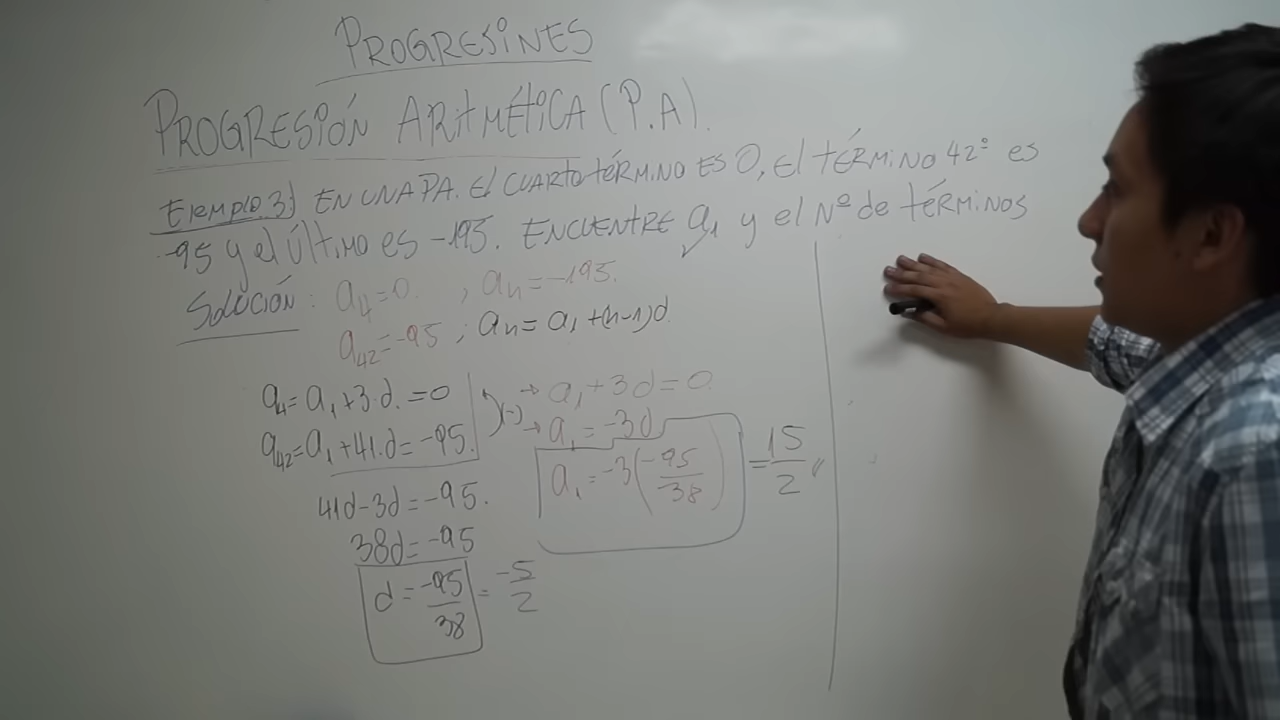 PROGRESINES
PROGRESIÓN ARITMÉTICA (P.A).
Ejemplo.3) EN UNA PA. El CUARTO TÉRMINO ES 0, El TÉRMINO 42° es
-95 y el ÚLTIMO es -195. ENCUENTRE a₁ y el Nº de TÉRMINOS
Solución: a₄=0. ; aₙ=-195.
a₄₂=-95 ; aₙ=a₁+(n-1)d
a₄=a₁+3.d.=0
a₄₂=a₁+41.d=-95.
41d-3d=-95.
38d=-95
d=-95/38 = -5/2
(-) → a₁+3d=0
→ a₁=-3d
a₁=-3(-95/38) = 15/2